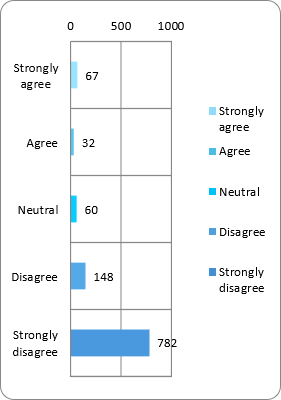 0 500 1000
Strongly
agree
67
Agree
32
Neutral
60
Disagree
148
Strongly
disagree
782
Strongly
agree
Agree
Neutral
Disagree
Strongly
disagree